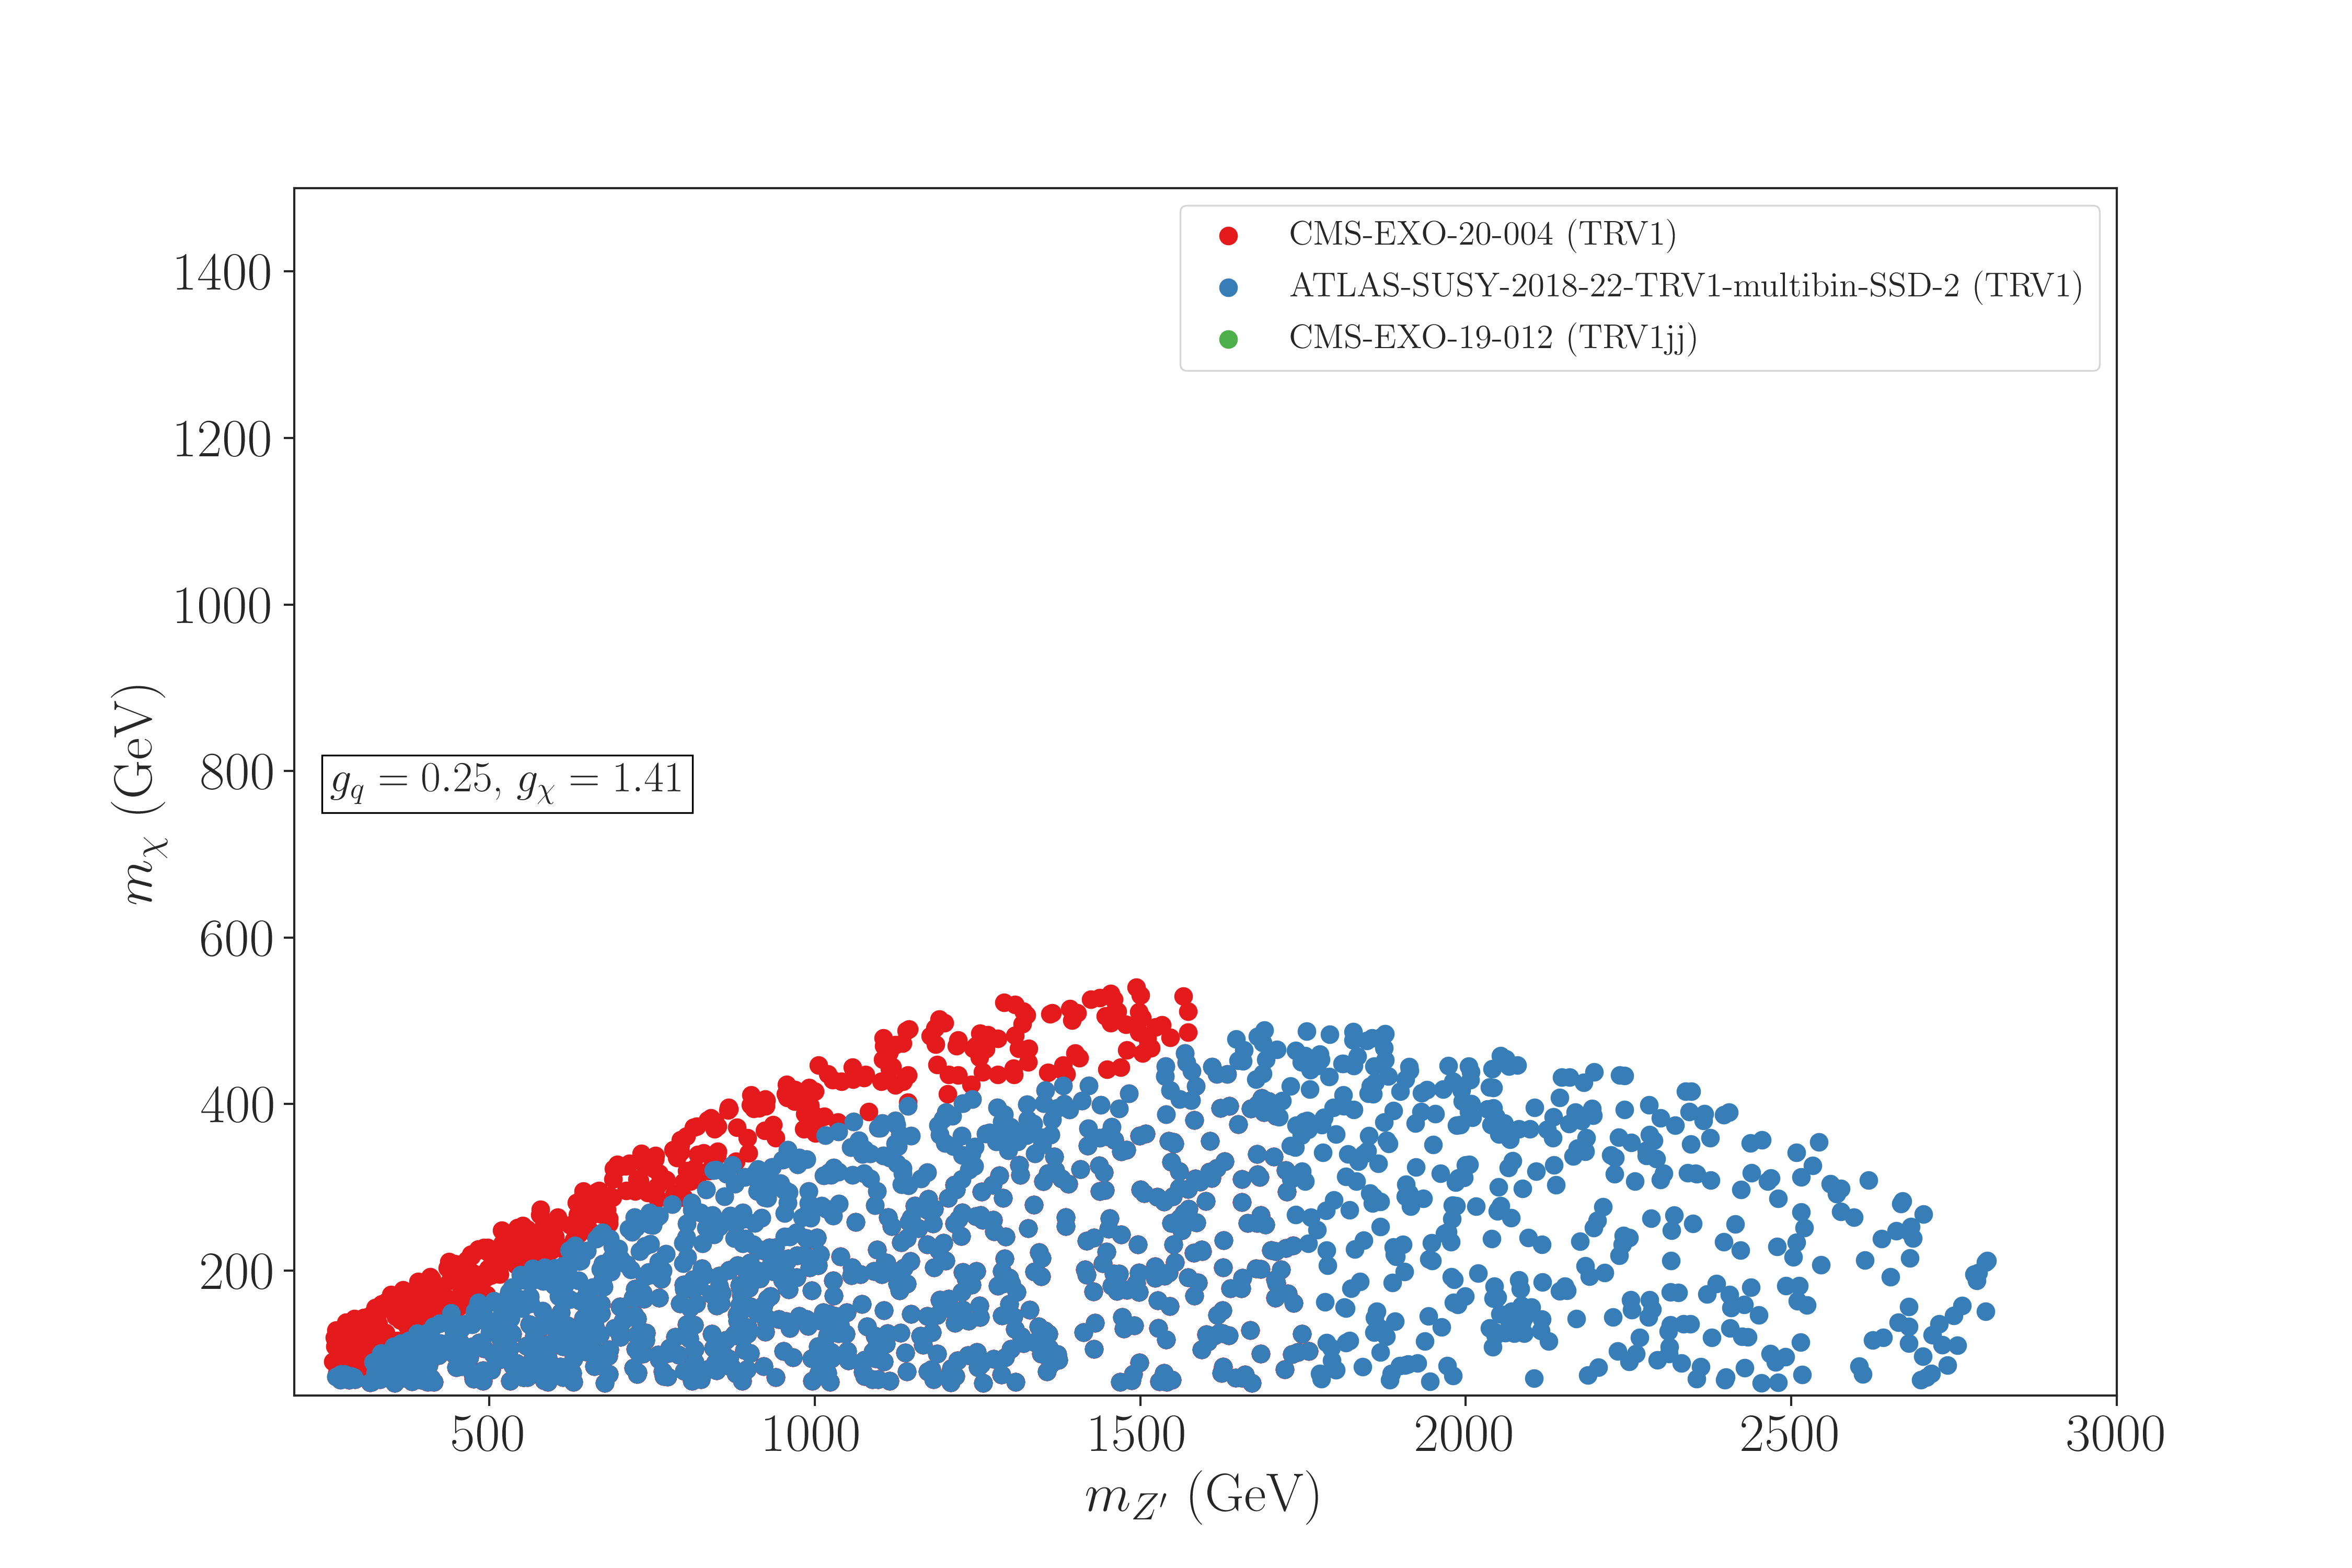 CMS-EXO-20-004 (TRV1)
ATLAS-SUSY-2018-22-TRV1-multibin-SSD-2 (TRV1)
CMS-EXO-19-012 (TRV1jj)
1400
1200
1000
800
600
400
200
m_χ (GeV)
g_q = 0.25, g_χ = 1.41
500 1000 1500 2000 2500 3000
m_Z′ (GeV)